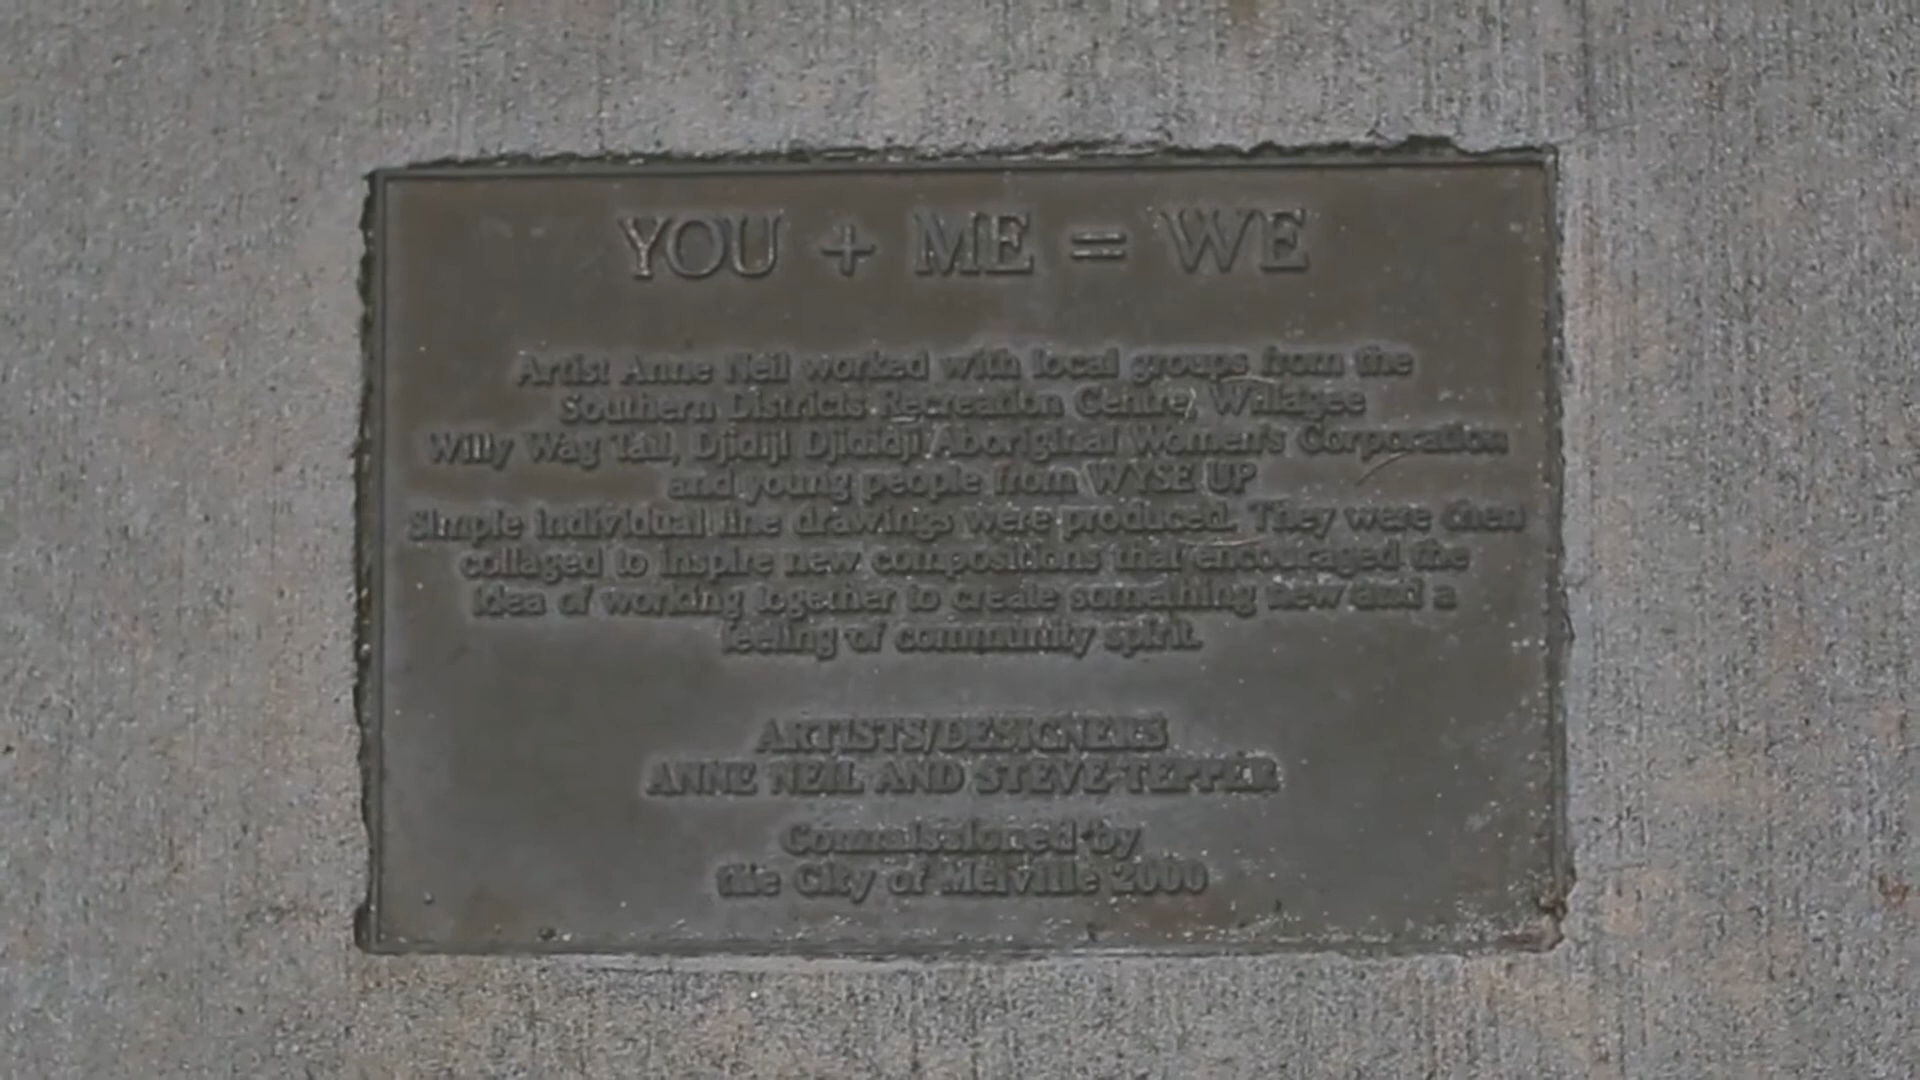 YOU + ME = WE
Artist Anne Neil worked with local groups from the
Southern Districts Recreation Centre, Willagee
Willy Wag Tail, Djidiji Djididji Aboriginal Women's Corporation
and young people from WYSE UP
Simple individual line drawings were produced. They were then
collaged to inspire new compositions that encouraged the
idea of working together to create something new and a
feeling of community spirit.
ARTISTS/DESIGNERS
ANNE NEIL AND STEVE TEPPER
Commissioned by
the City of Melville 2000